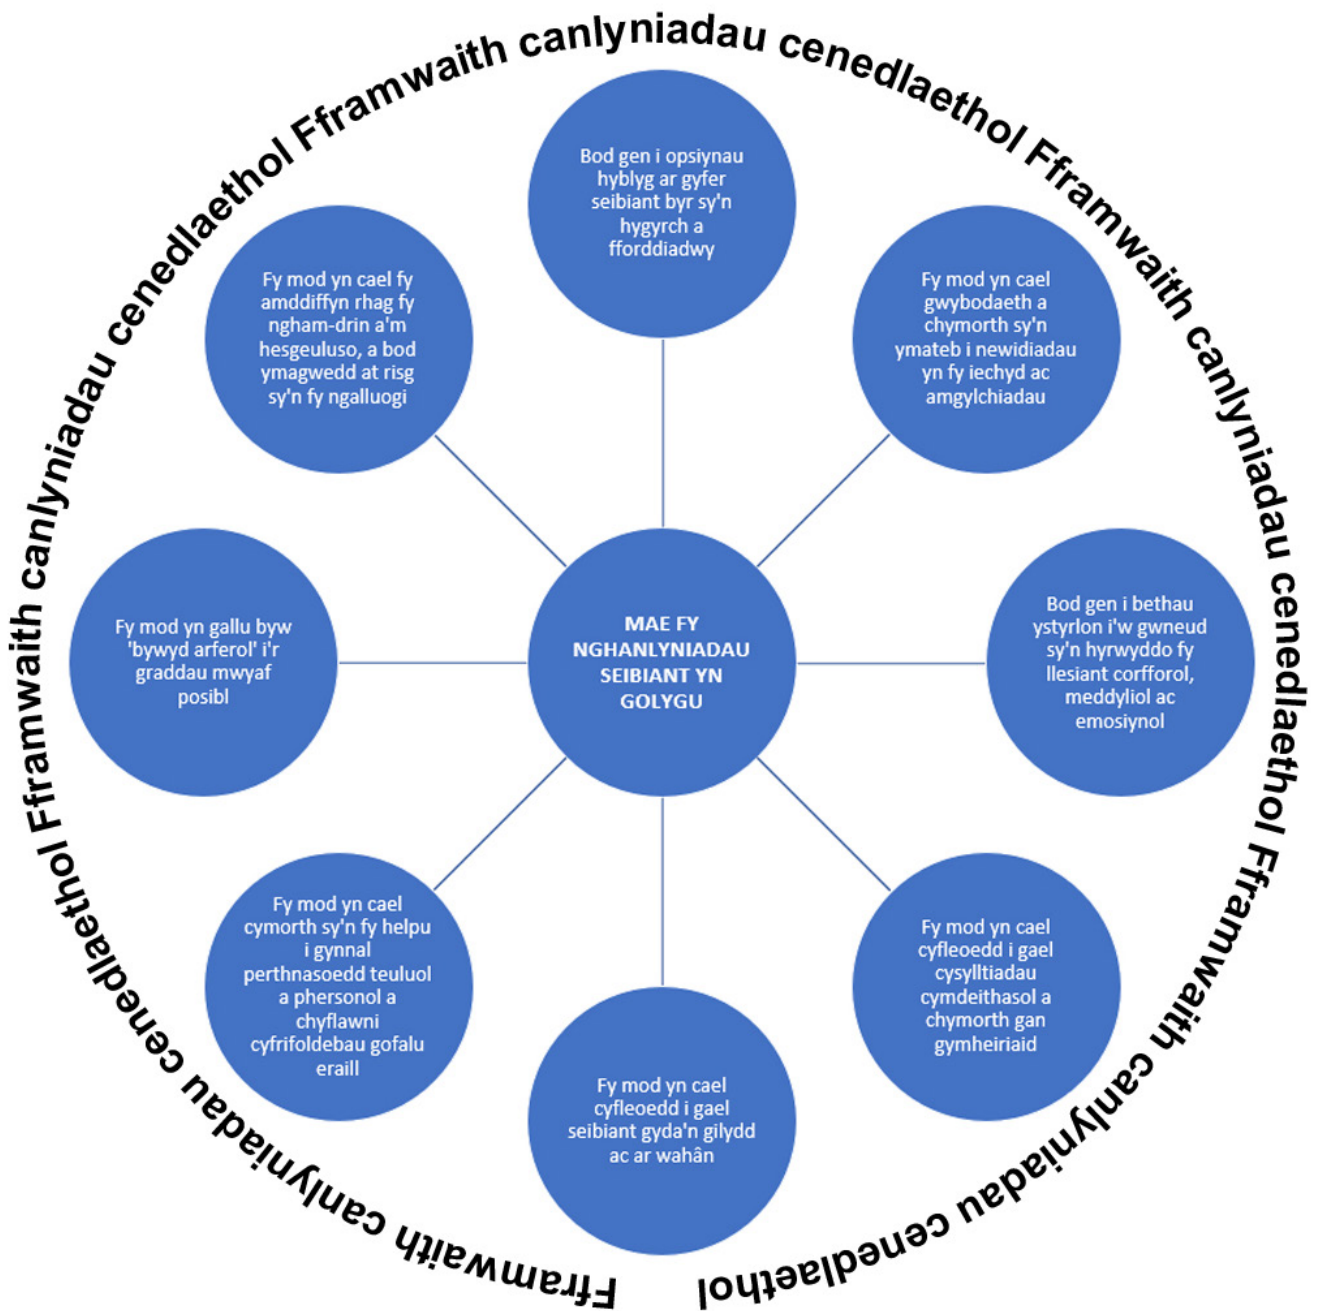 Fframwaith canlyniadau cenedlaethol Fframwaith canlyniadau cenedlaethol Fframwaith canlyniadau cenedlaethol Fframwaith canlyniadau cenedlaethol Fframwaith canlyniadau cenedlaethol
MAE FY
NGHANLYNIADAU
SEIBIANT YN
GOLYGU
Bod gen i opsiynau
hyblyg ar gyfer
seibiant byr sy'n
hygyrch a
fforddiadwy
Fy mod yn cael
gwybodaeth a
chymorth sy'n
ymateb i newidiadau
yn fy iechyd ac
amgylchiadau
Bod gen i bethau
ystyrlon i'w gwneud
sy'n hyrwyddo fy
llesiant corfforol,
meddyliol ac
emosiynol
Fy mod yn cael
cyfleoedd i gael
cysylltiadau
cymdeithasol a
chymorth gan
gymheiriaid
Fy mod yn cael
cyfleoedd i gael
seibiant gyda'n gilydd
ac ar wahân
Fy mod yn cael
cymorth sy'n fy helpu
i gynnal
perthnasoedd teuluol
a phersonol a
chyflawni
cyfrifoldebau gofalu
eraill
Fy mod yn gallu byw
'bywyd arferol' i'r
graddau mwyaf
posibl
Fy mod yn cael fy
amddiffyn rhag fy
ngham-drin a'm
hesgeuluso, a bod
ymagwedd at risg
sy'n fy ngalluogi